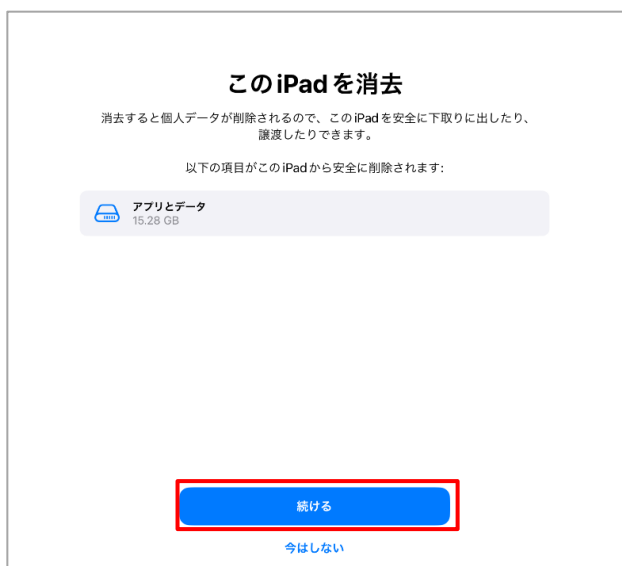 このiPadを消去
消去すると個人データが削除されるので、このiPadを安全に下取りに出したり、
譲渡したりできます。
以下の項目がこのiPadから安全に削除されます:
アプリとデータ
15.28 GB
続ける
今はしない